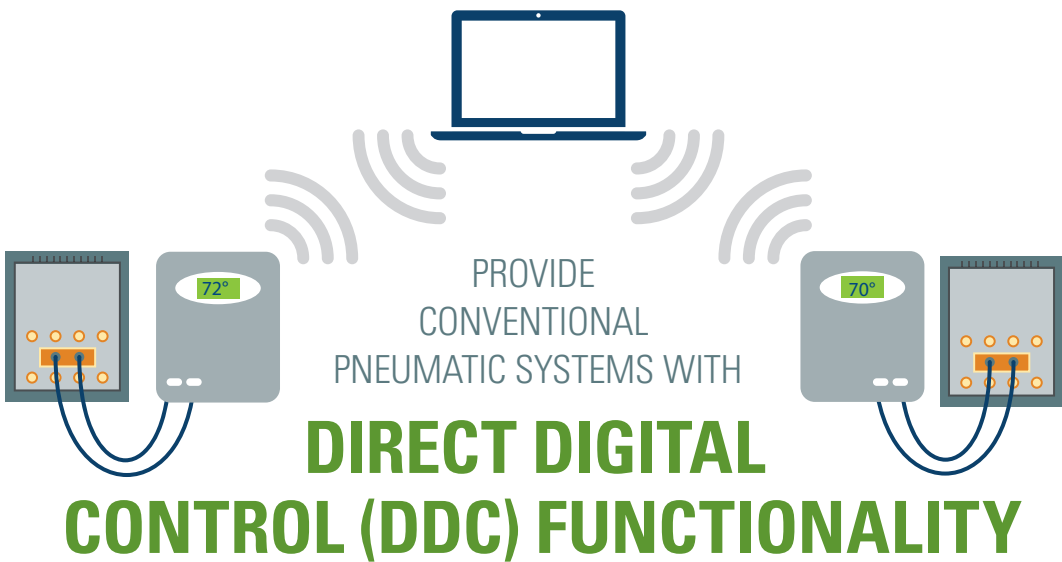 72°
70°
PROVIDE
CONVENTIONAL
PNEUMATIC SYSTEMS WITH
DIRECT DIGITAL
CONTROL (DDC) FUNCTIONALITY